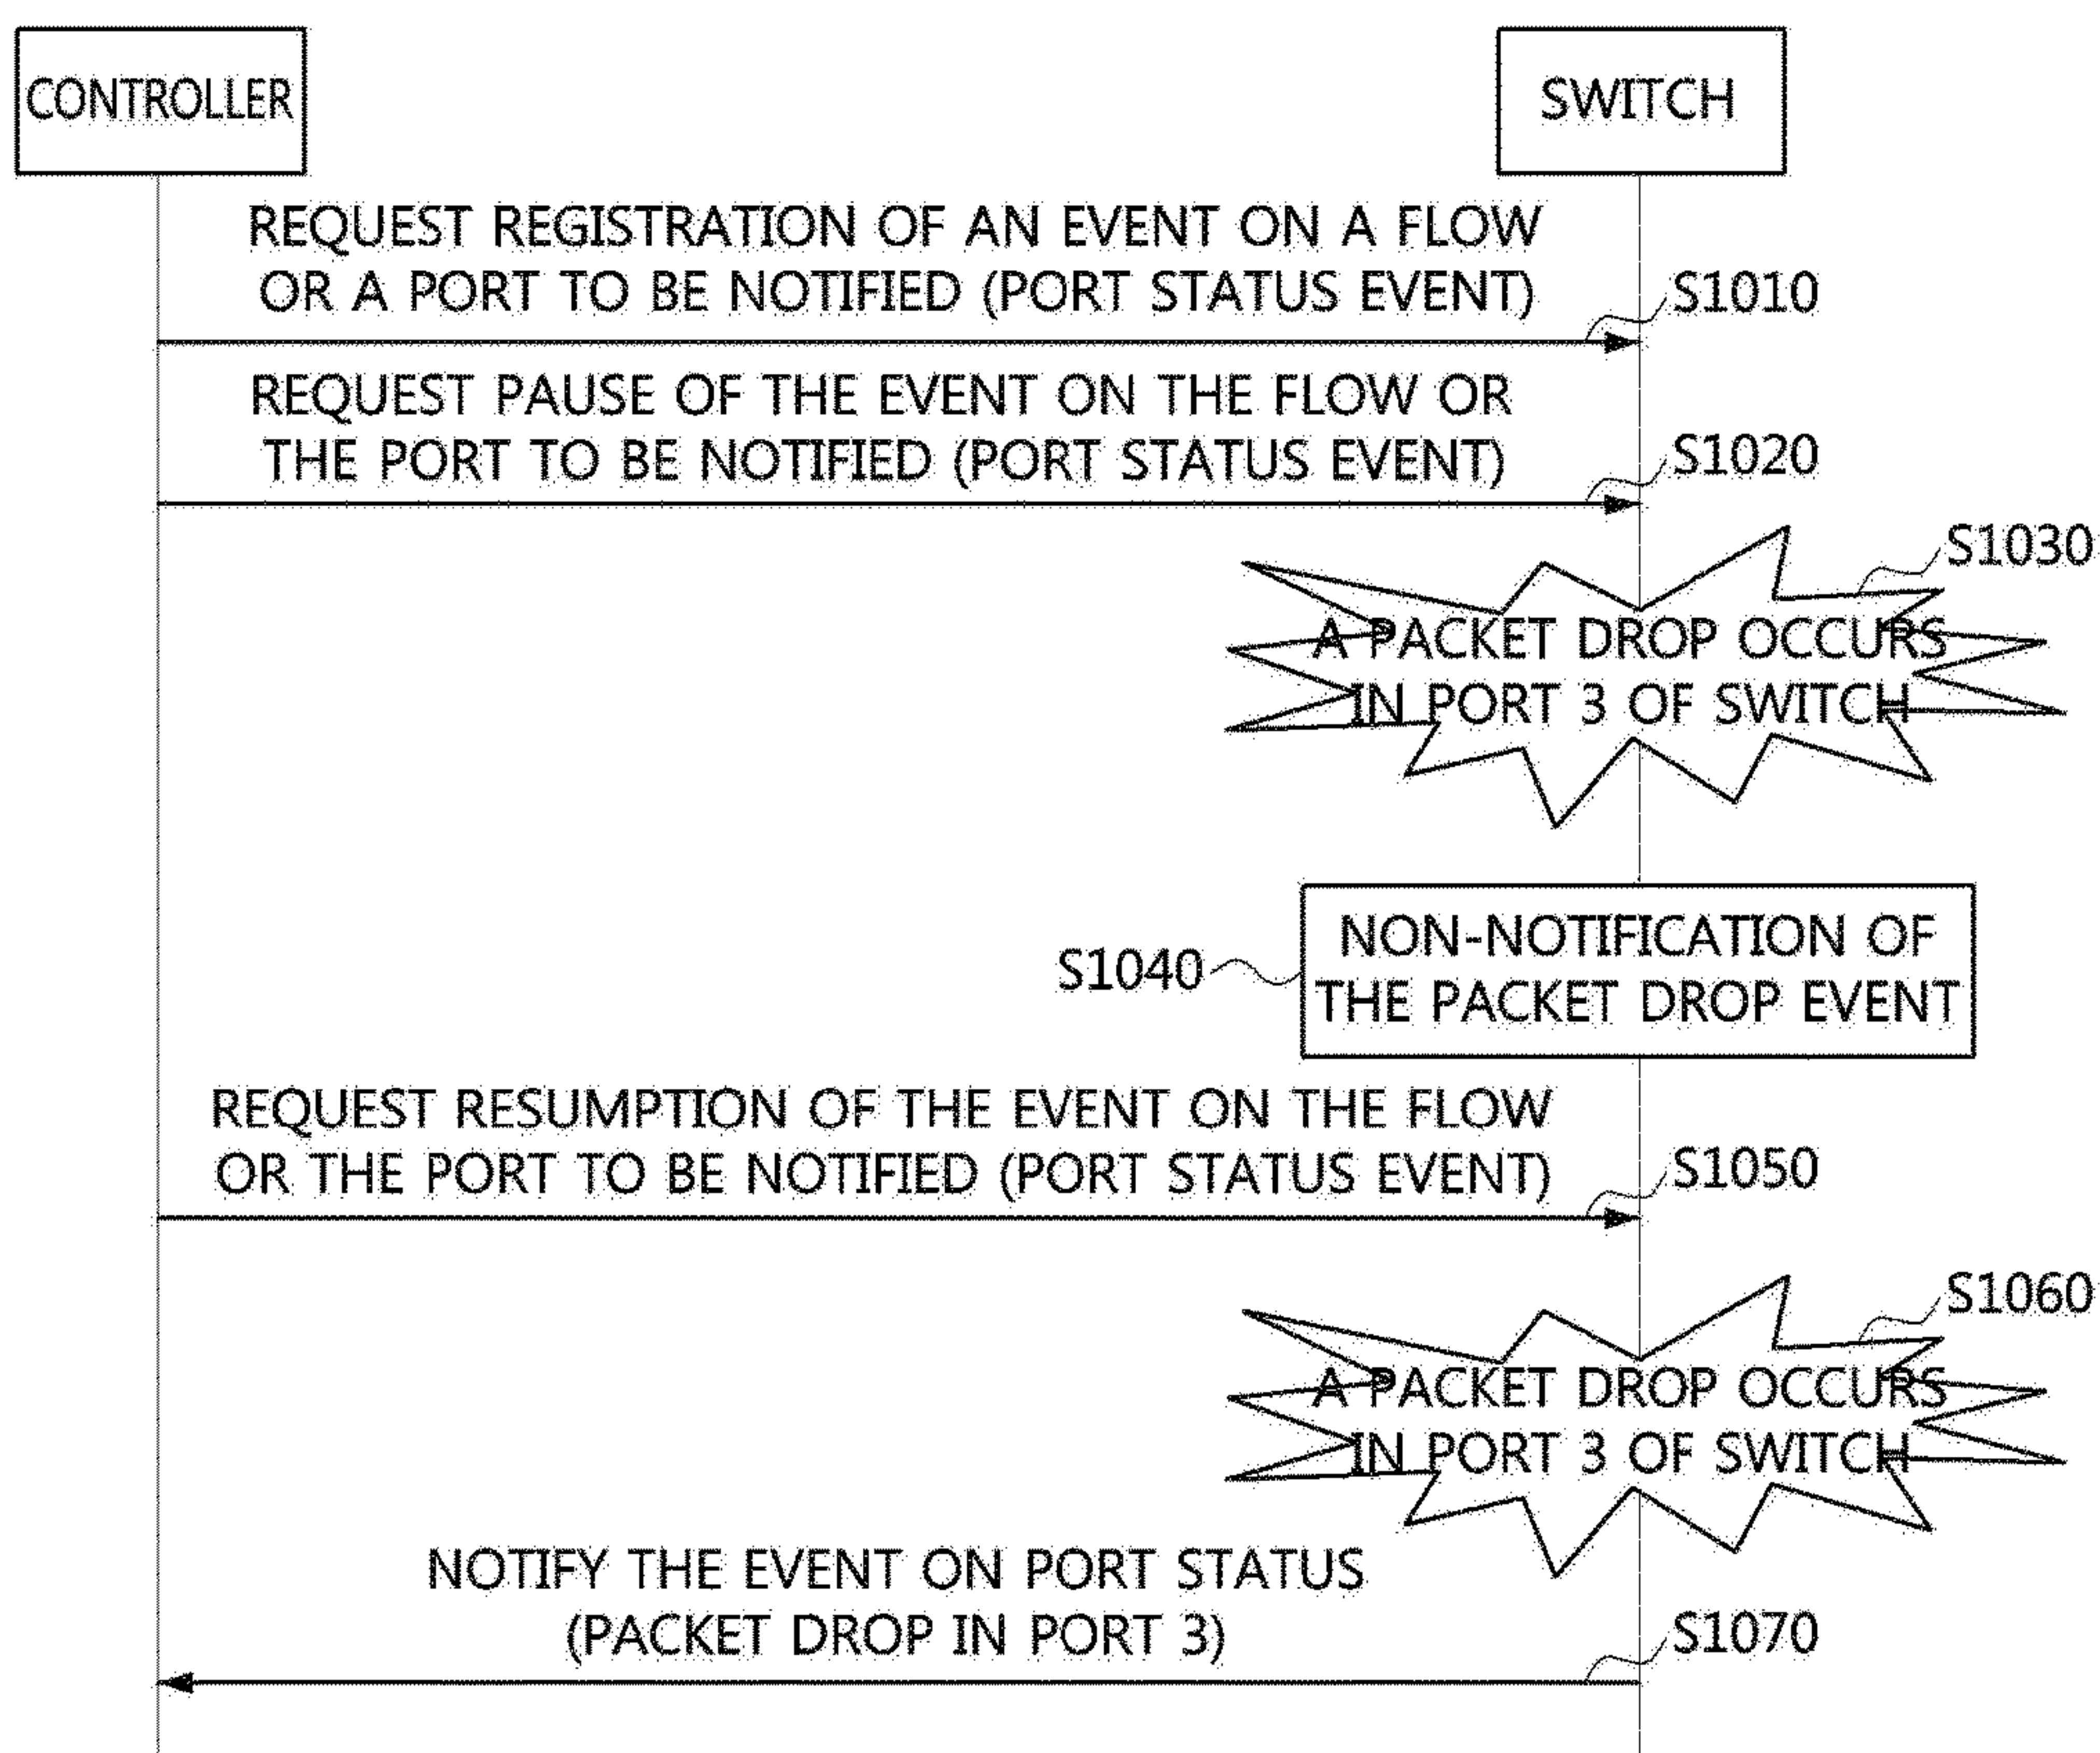 CONTROLLER
SWITCH
REQUEST REGISTRATION OF AN EVENT ON A FLOW
OR A PORT TO BE NOTIFIED (PORT STATUS EVENT)
S1010
REQUEST PAUSE OF THE EVENT ON THE FLOW OR
THE PORT TO BE NOTIFIED (PORT STATUS EVENT)
S1020
S1030
A PACKET DROP OCCURS
IN PORT 3 OF SWITCH
S1040
NON-NOTIFICATION OF
THE PACKET DROP EVENT
REQUEST RESUMPTION OF THE EVENT ON THE FLOW
OR THE PORT TO BE NOTIFIED (PORT STATUS EVENT)
S1050
S1060
A PACKET DROP OCCURS
IN PORT 3 OF SWITCH
NOTIFY THE EVENT ON PORT STATUS
(PACKET DROP IN PORT 3)
S1070